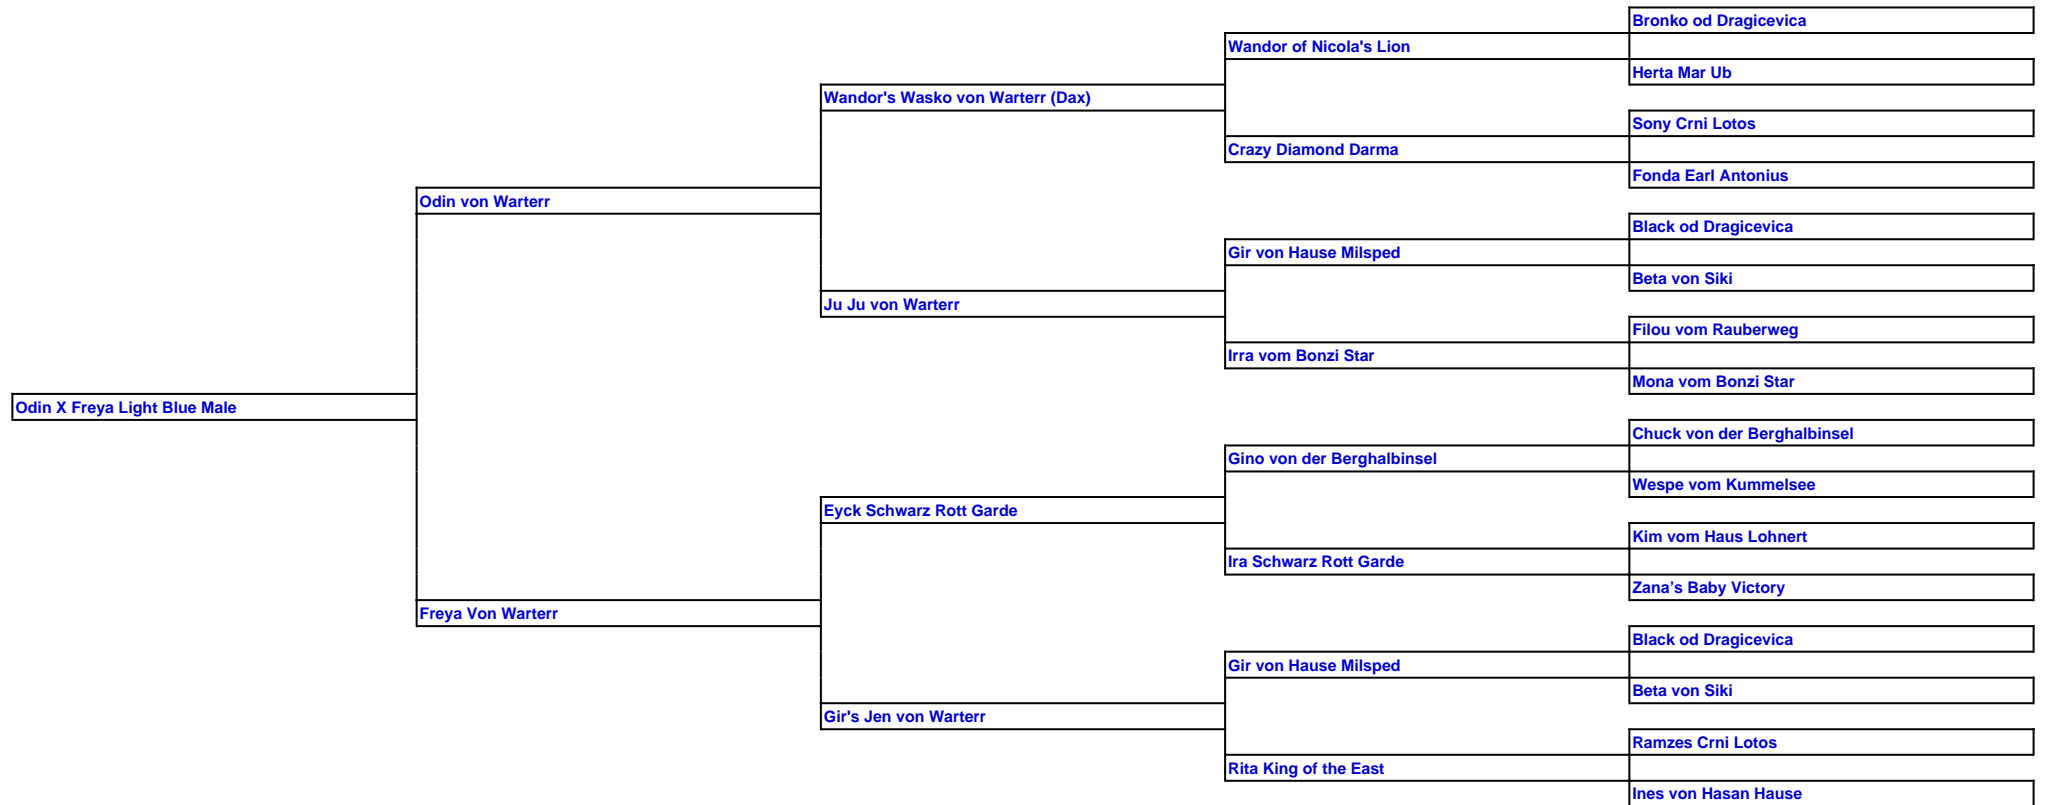 Bronko od Dragicevica
Wandor of Nicola's Lion
Herta Mar Ub
Wandor's Wasko von Warterr (Dax)
Sony Crni Lotos
Crazy Diamond Darma
Fonda Earl Antonius
Odin von Warterr
Black od Dragicevica
Gir von Hause Milsped
Beta von Siki
Ju Ju von Warterr
Filou vom Rauberweg
Irra vom Bonzi Star
Mona vom Bonzi Star
Odin X Freya Light Blue Male
Chuck von der Berghalbinsel
Gino von der Berghalbinsel
Wespe vom Kummelsee
Eyck Schwarz Rott Garde
Kim vom Haus Lohnert
Ira Schwarz Rott Garde
Zana’s Baby Victory
Freya Von Warterr
Black od Dragicevica
Gir von Hause Milsped
Beta von Siki
Gir's Jen von Warterr
Ramzes Crni Lotos
Rita King of the East
Ines von Hasan Hause